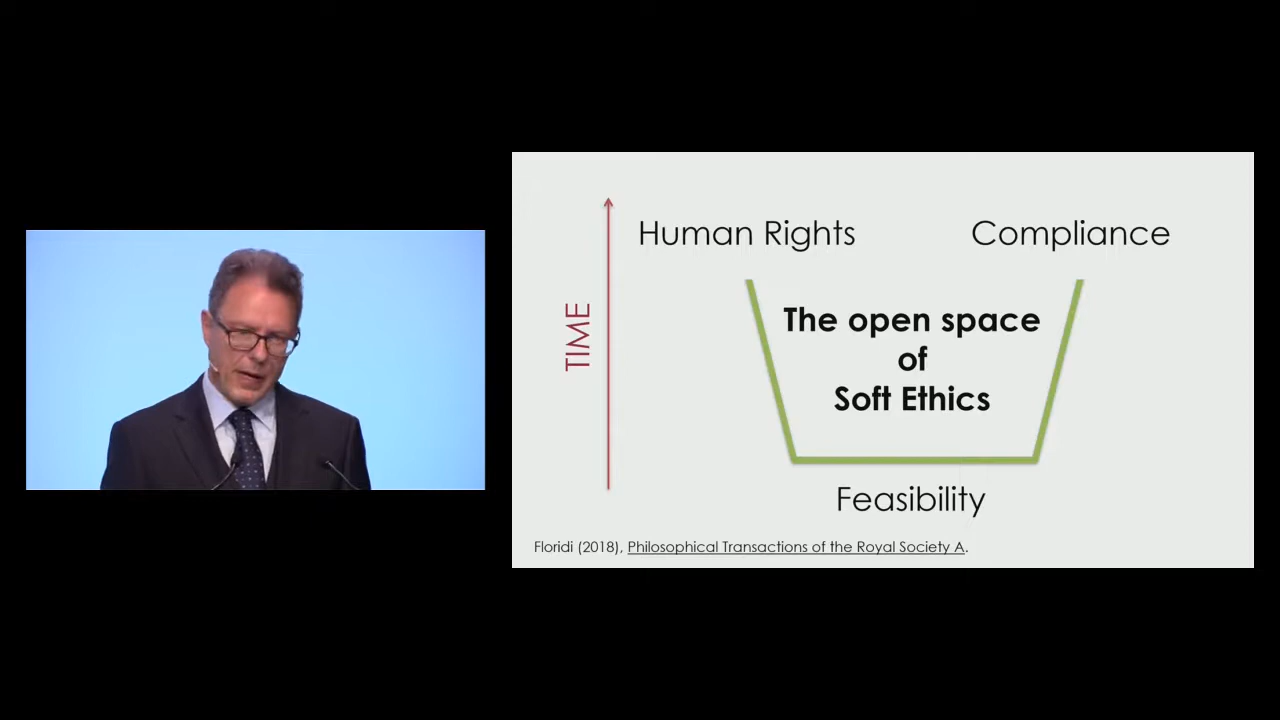 Human Rights
Compliance
TIME
The open space
of
Soft Ethics
Feasibility
Floridi (2018), Philosophical Transactions of the Royal Society A.